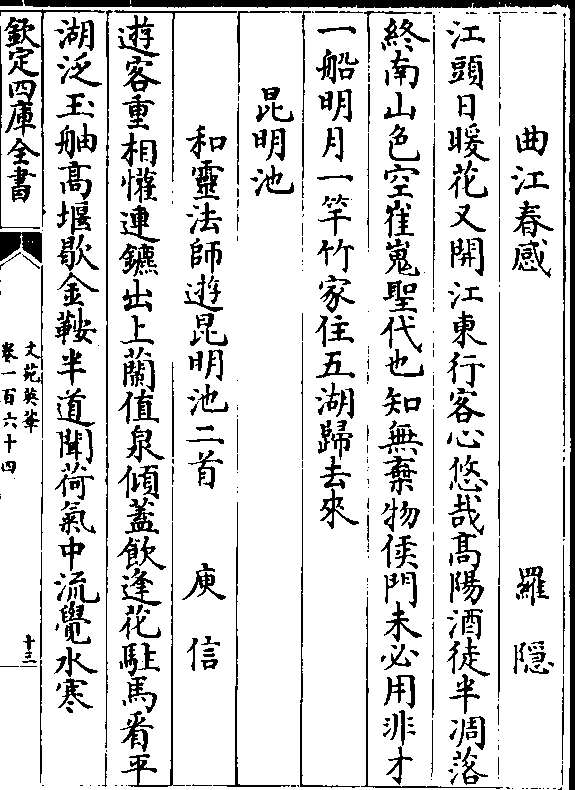 曲江春感　羅隱
江頭日暖花又開江東行客心悠哉髙陽酒徒半凋落
終南山色空崔嵬聖代也知無棄物侯門未必用非才
一船明月一竿竹家住五湖歸去來
昆明池
和靈法師遊昆明池二首　庾信
遊客重相懽連鑣出上蘭值泉傾蓋飲逢花駐馬看平
湖泛玉舳髙堰歇金鞍半道聞荷氣中流覺水寒
欽定四庫全書
文苑英華
卷一百六十四
十三